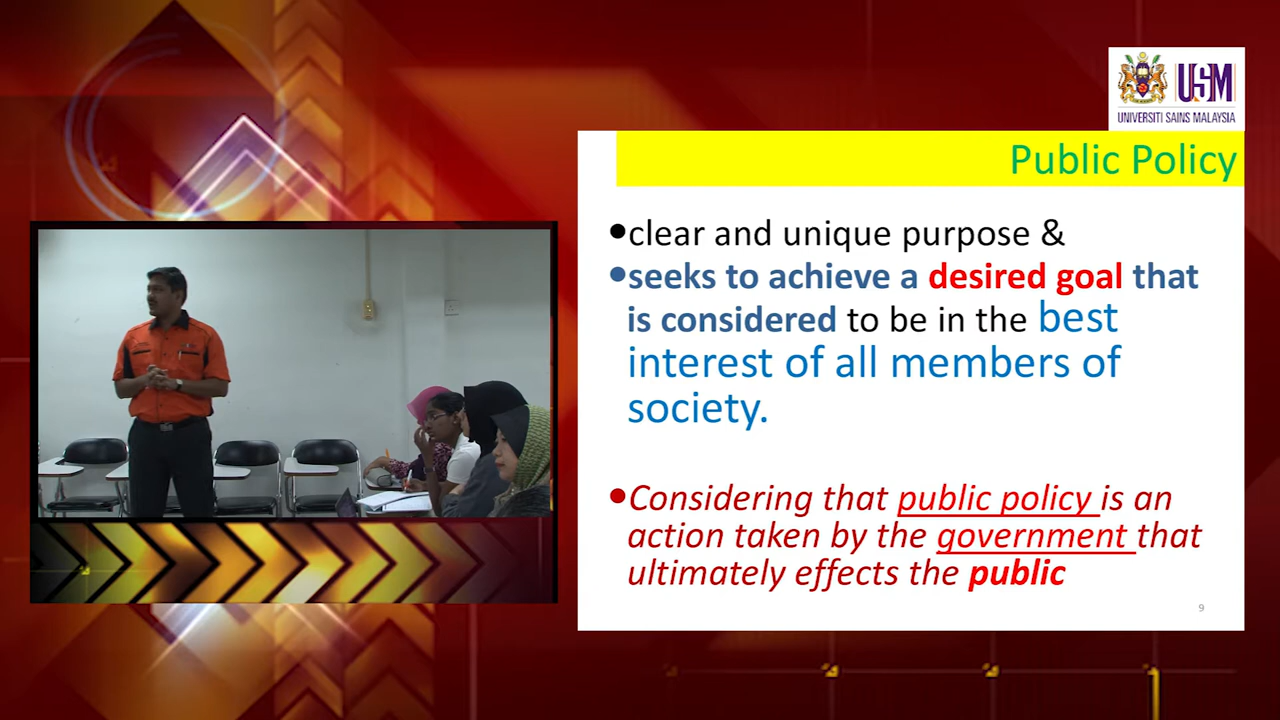 USM
UNIVERSITI SAINS MALAYSIA
Public Policy
•clear and unique purpose &
•seeks to achieve a desired goal that
is considered to be in the best
interest of all members of
society.
•Considering that public policy is an
action taken by the government that
ultimately effects the public
9